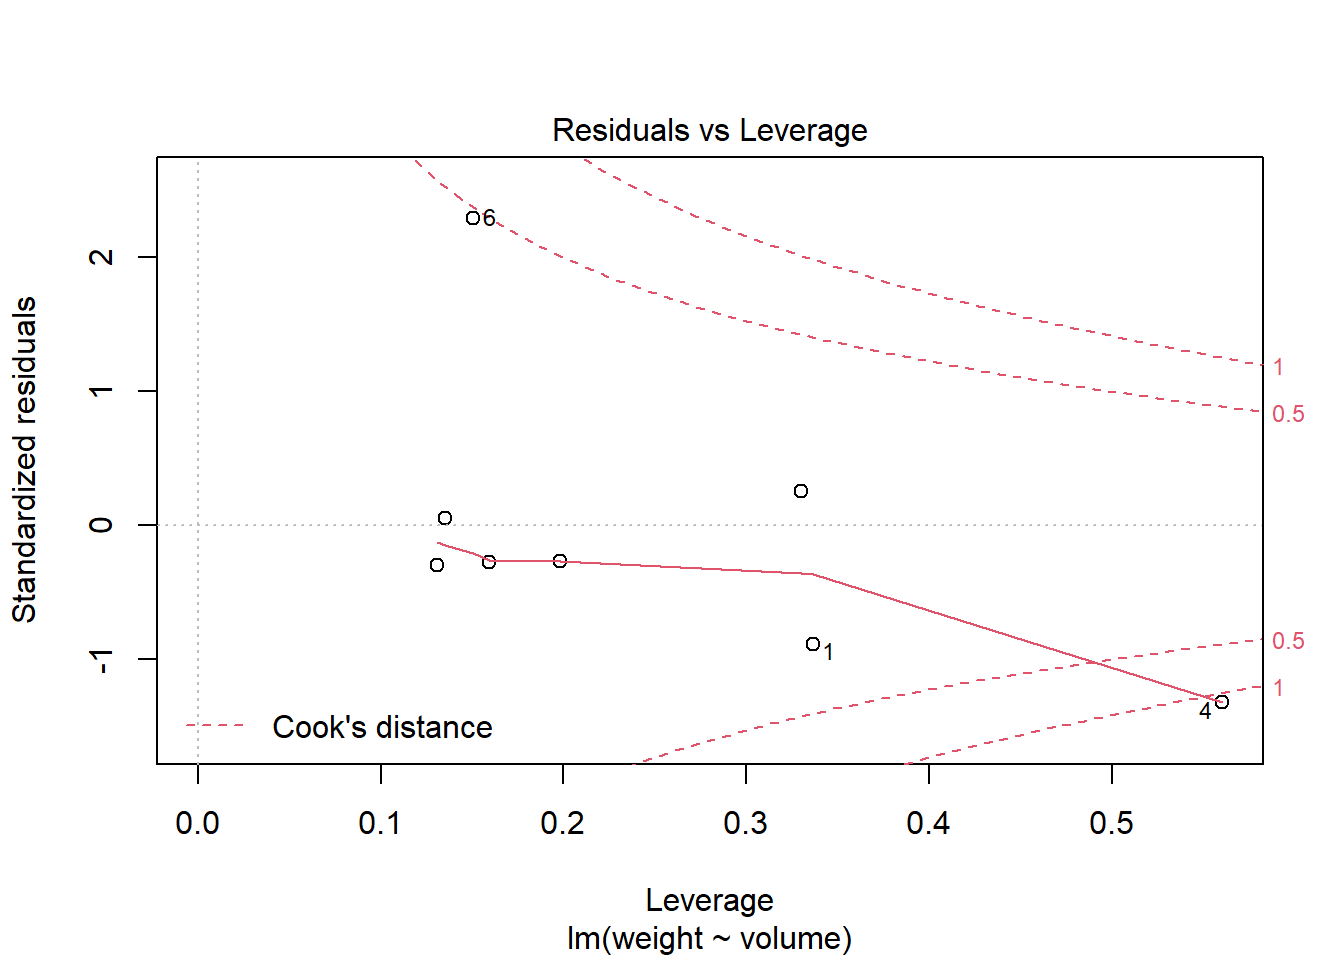 Residuals vs Leverage
Standardized residuals
2
1
0
-1
6
1
4
1
0.5
0.5
1
Cook's distance
0.0 0.1 0.2 0.3 0.4 0.5
Leverage
lm(weight ~ volume)